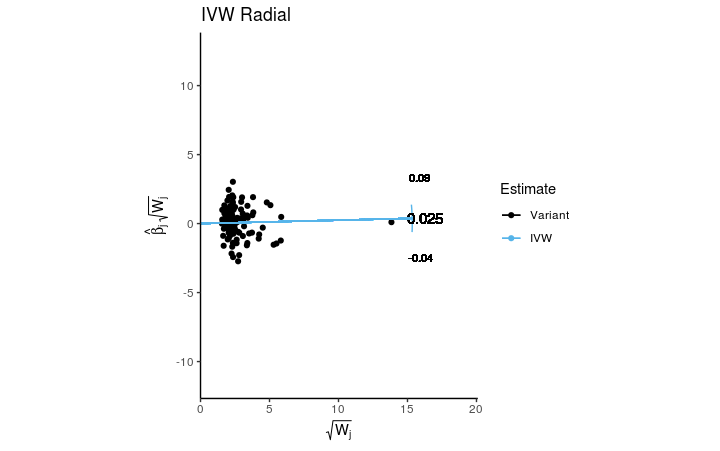 IVW Radial
10
5
0
-5
-10
β̂j√Wj
0.09
0.025
-0.04
0 5 10 15 20
√Wj
Estimate
Variant
IVW